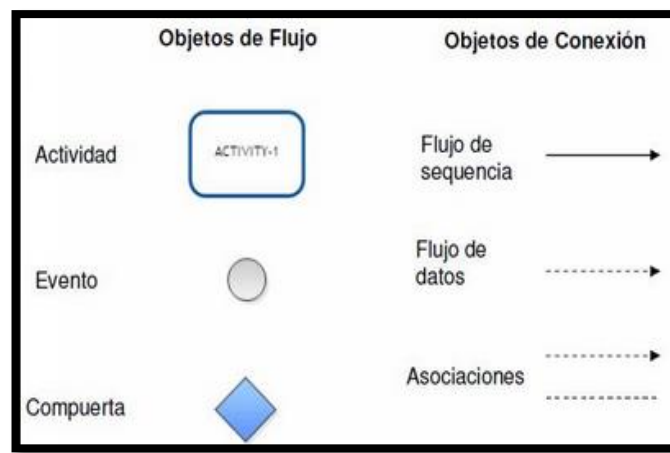 Objetos de Flujo
Objetos de Conexión
Actividad
ACTIVITY-1
Flujo de
sequencia
Evento
Flujo de
datos
Compuerta
Asociaciones